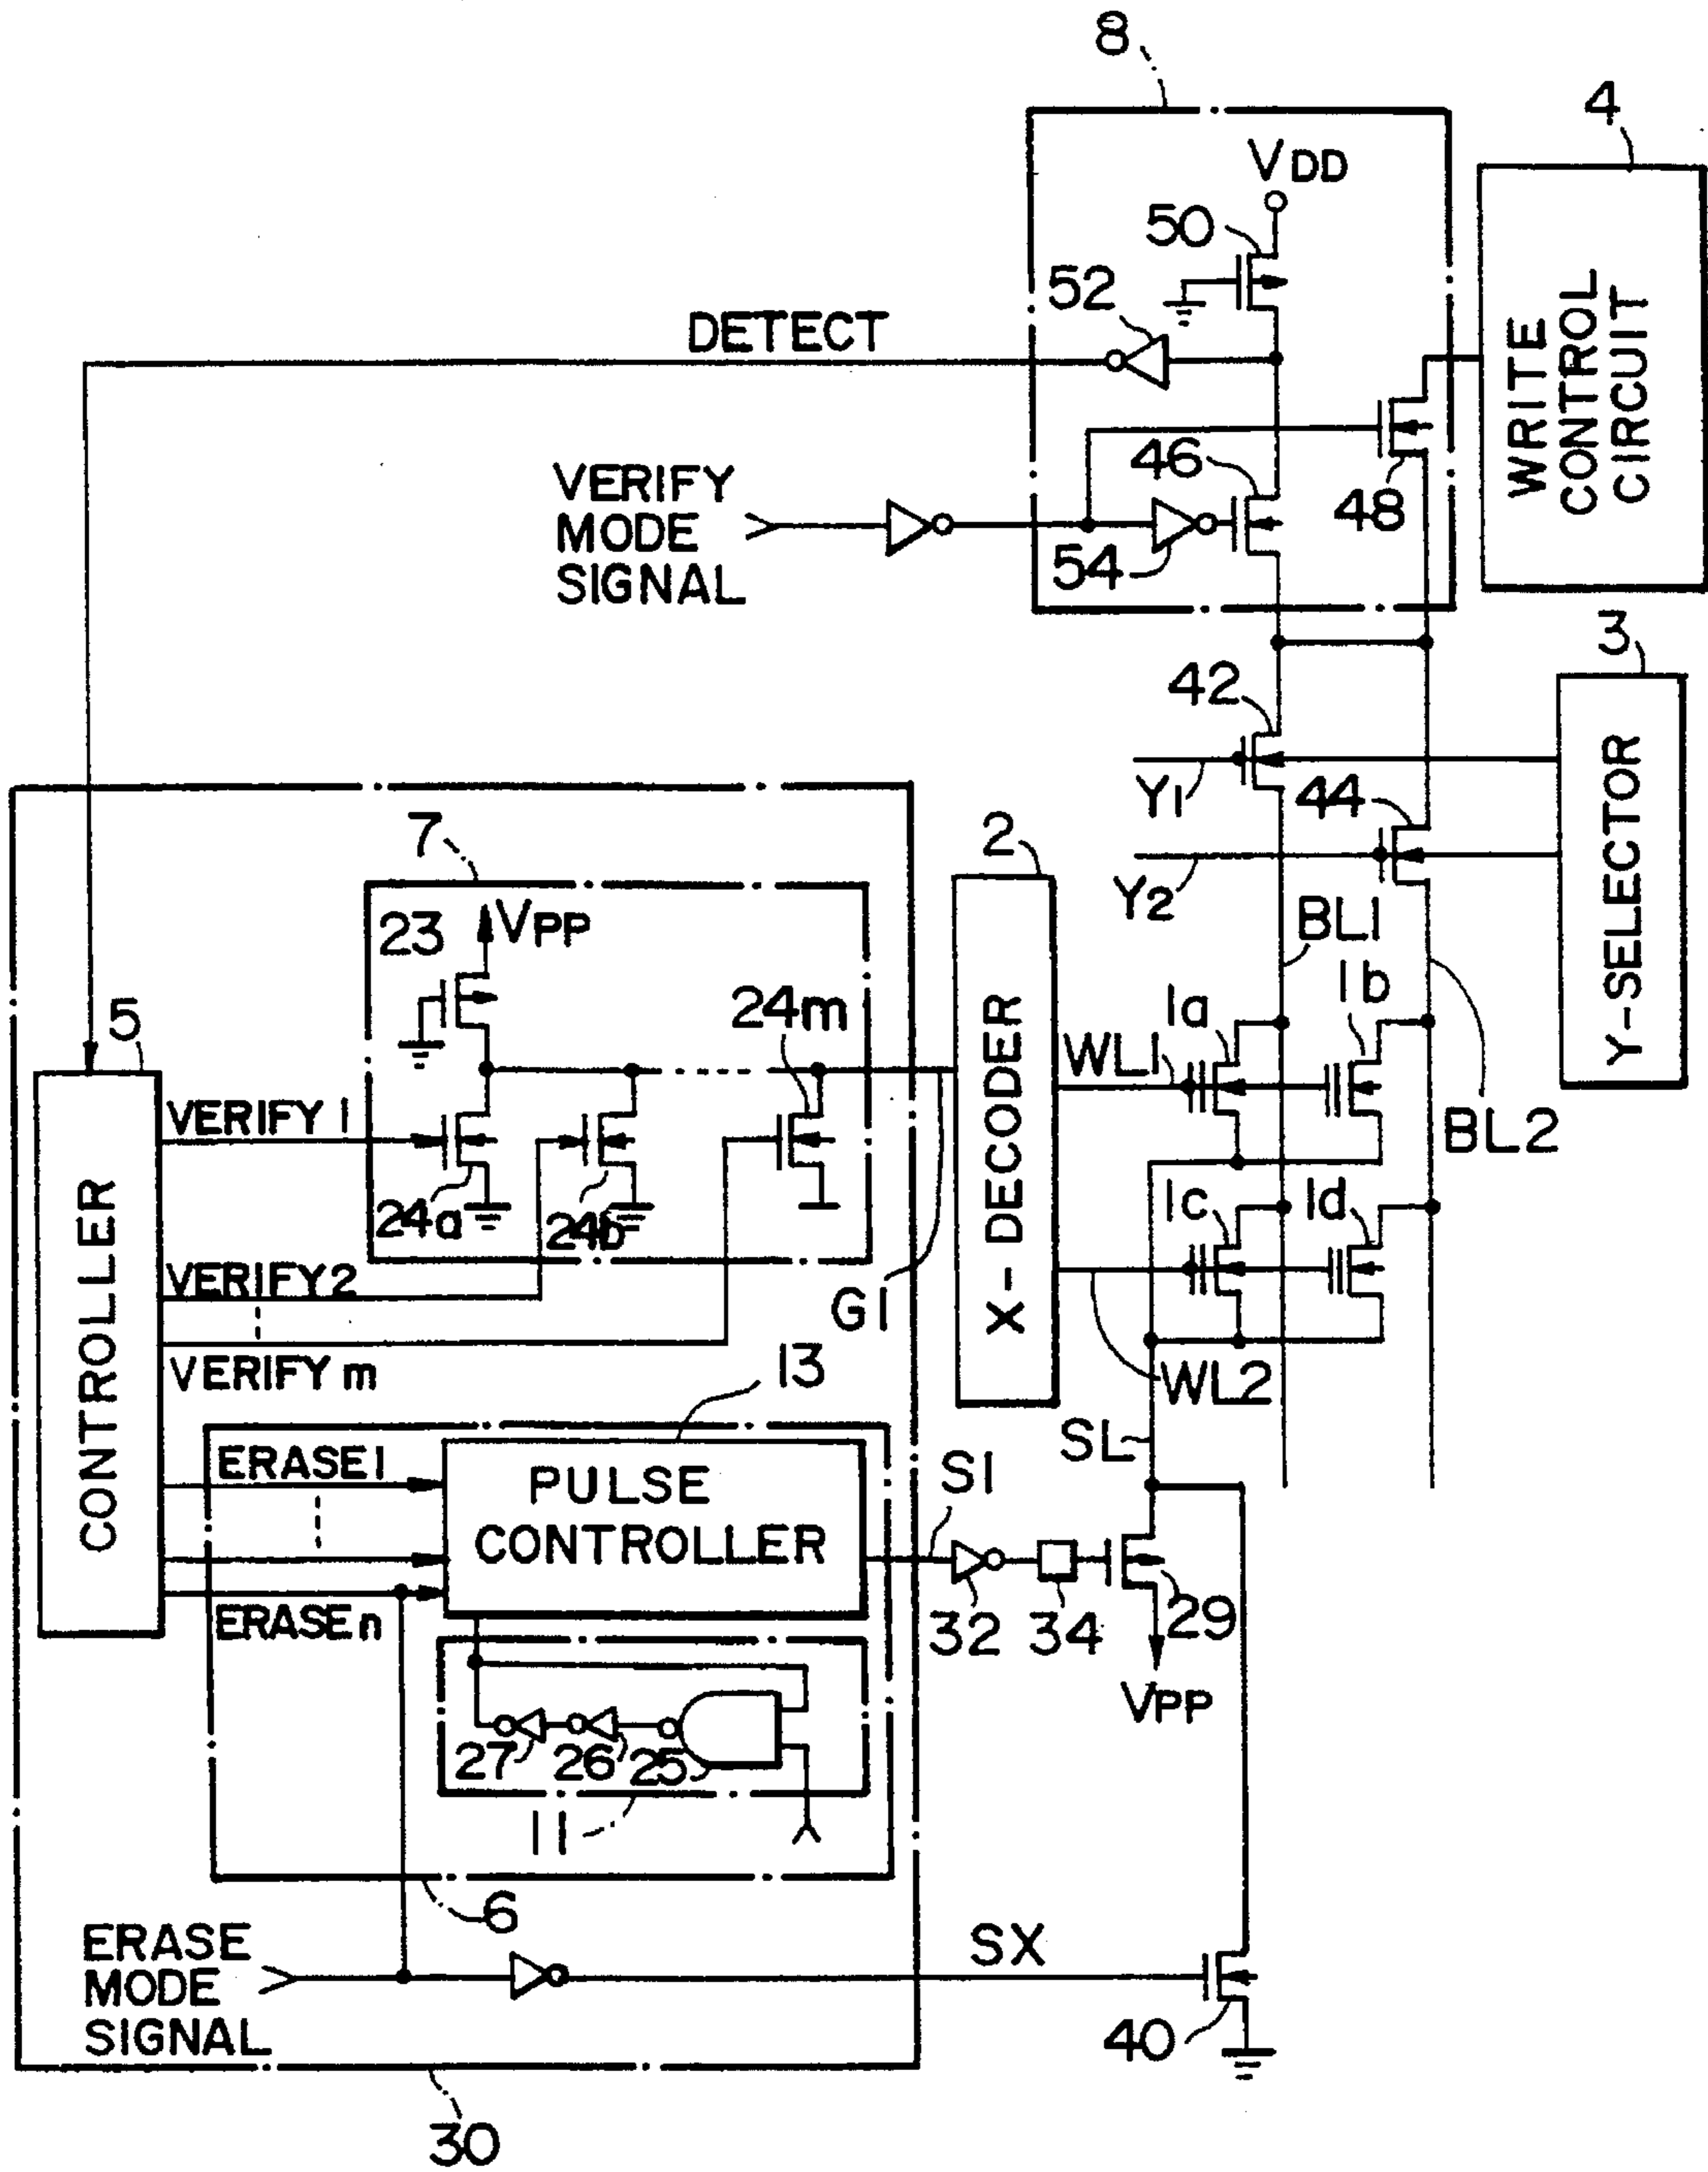 8
4
VDD
50
52
DETECT
WRITE
CONTROL
CIRCUIT
46
48
VERIFY
MODE
SIGNAL
54
3
42
Y1
44
Y2
Y-SELECTOR
7
2
BL1
23
VPP
1b
5
24m
1a
WL1
BL2
VERIFY 1
X-DECODER
CONTROLLER
24a
24b
1c
1d
VERIFY2
G1
VERIFY m
13
WL2
SL
ERASE1
PULSE
CONTROLLER
S1
ERASEn
32
34
29
VPP
27
26
25
11
6
ERASE
MODE
SIGNAL
SX
40
30